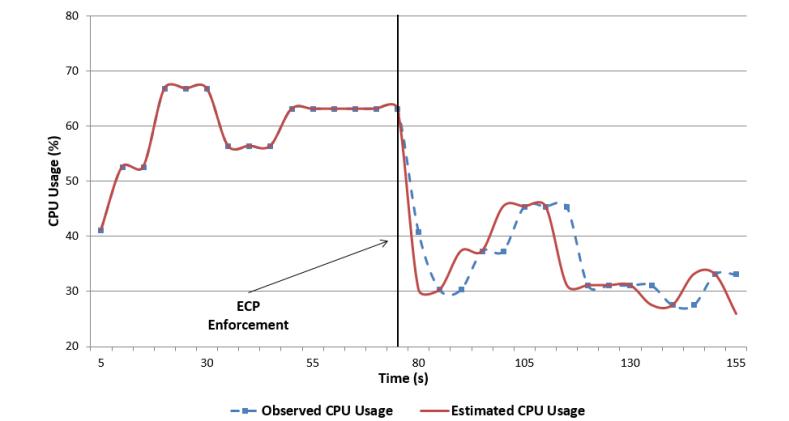 80
70
60
50
40
30
20
CPU Usage (%)
ECP
Enforcement
5 30 55 80 105 130 155
Time (s)
Observed CPU Usage Estimated CPU Usage